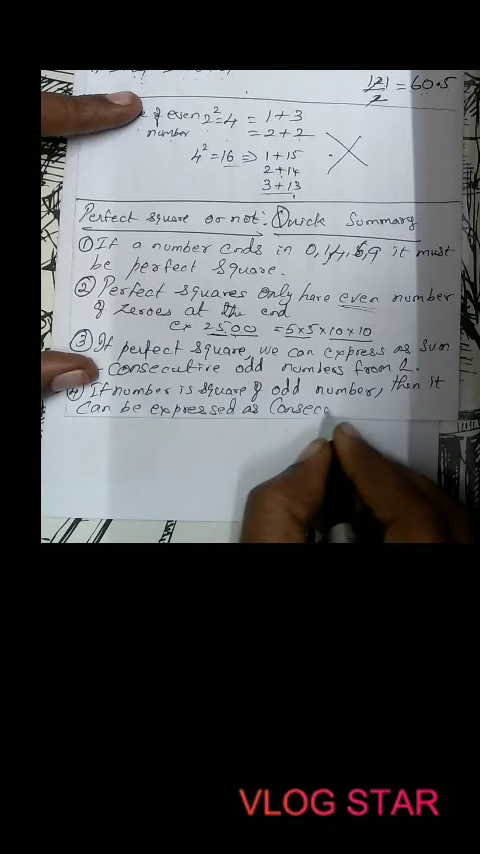 121/2 = 60.5
of even 2²=4 = 1+3
number = 2+2
4²=16 ⇒ 1+15
2+14
3+13
Perfect square or not: Quick Summary
① If a number ends in 0,1,4,5,6,9 it must
be perfect square.
② Perfect squares only have even number
of zeroes at the end
ex 2500 = 5×5×10×10
③ If perfect square, we can express as sum
consecutive odd numbers from 1.
④ If number is square of odd number, then it
can be expressed as Consec
VLOG STAR